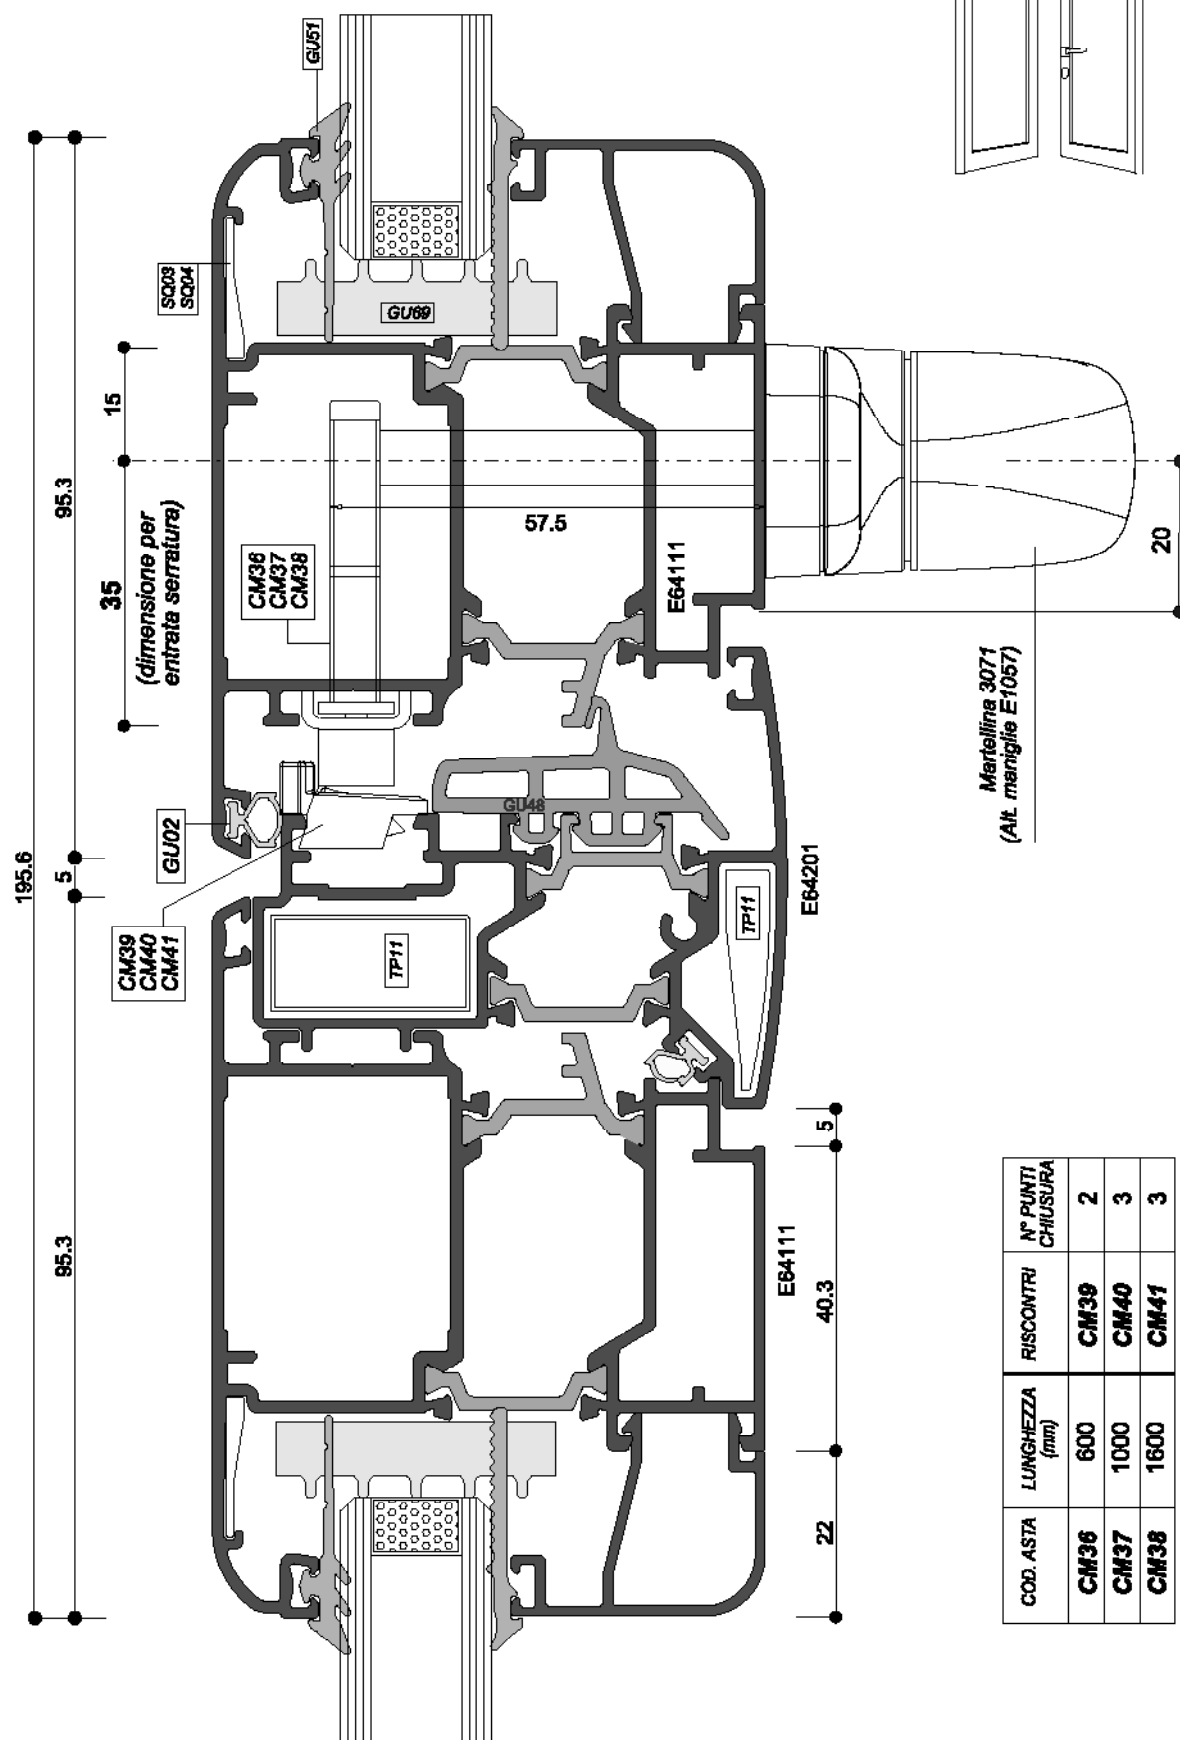 GU51
SQ03
SQ04
GU69
15
35
(dimensione per
entrata serratura)
95.3
195.6
5
95.3
CM36
CM37
CM38
57.5
E64111
20
Martellina 3071
(Alt. maniglie E1057)
GU02
GU48
CM39
CM40
CM41
TP11
TP11
E64201
5
E64111
40.3
22
COD. ASTA LUNGHEZZA (mm) RISCONTRI N° PUNTI CHIUSURA
CM36 600 CM39 2
CM37 1000 CM40 3
CM38 1600 CM41 3